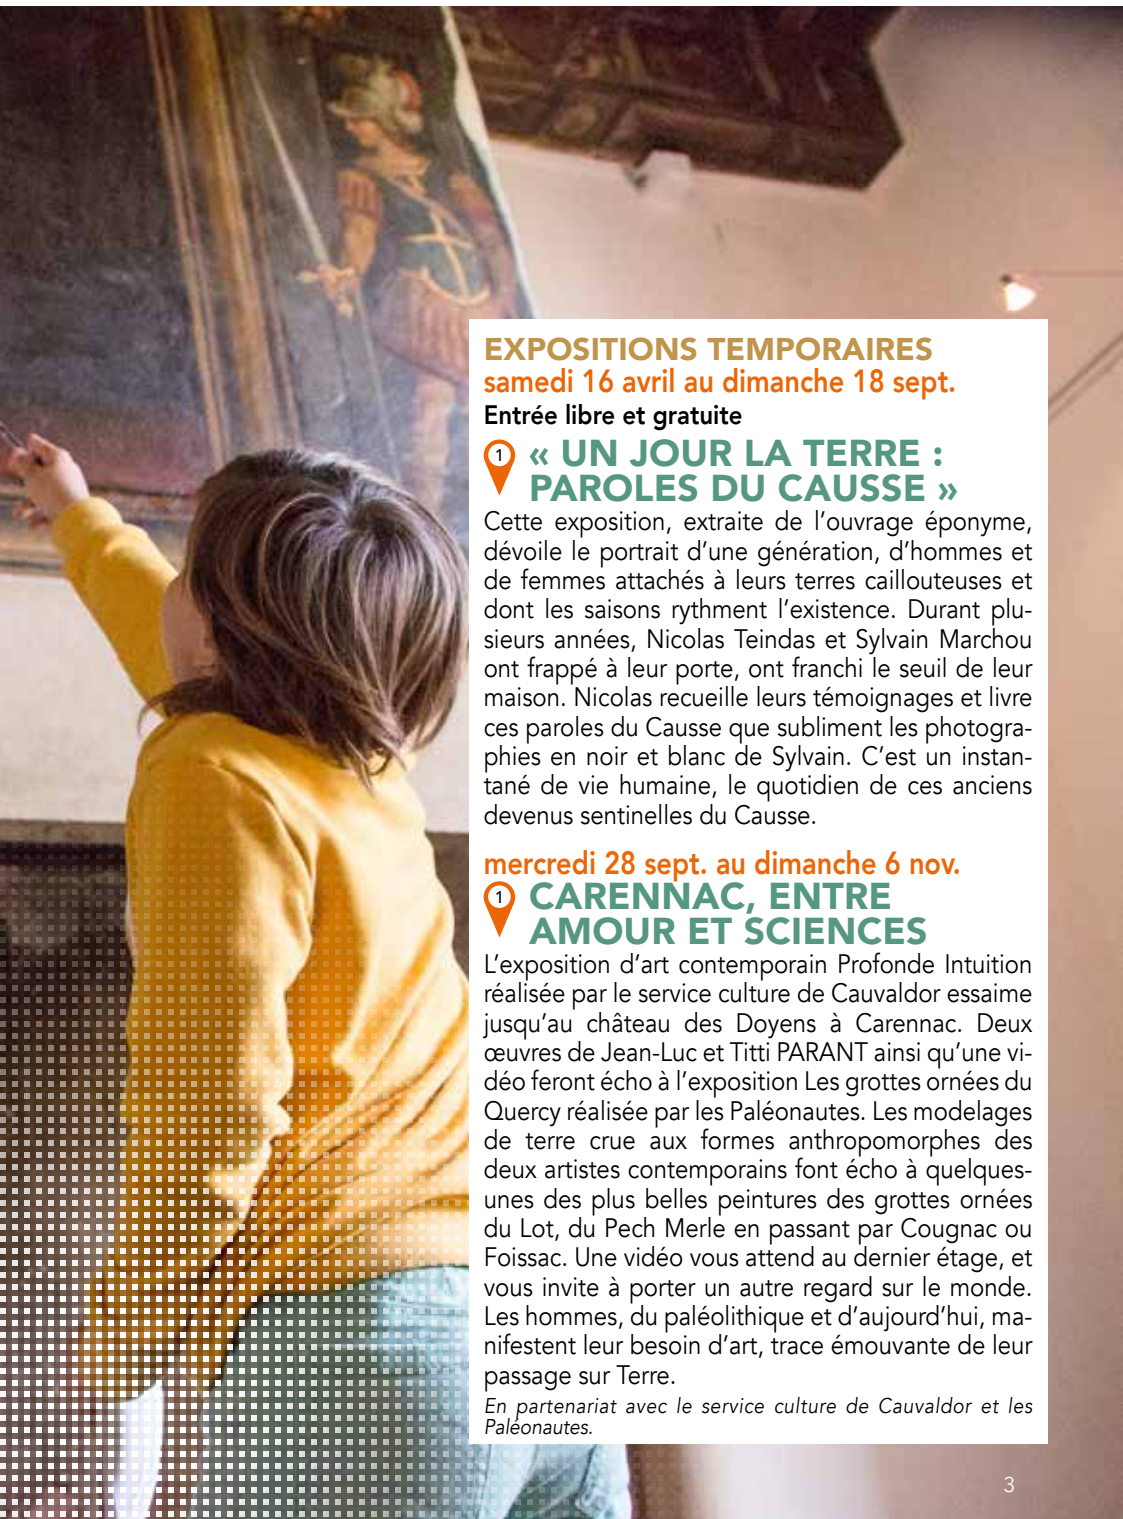 EXPOSITIONS TEMPORAIRES
samedi 16 avril au dimanche 18 sept.
Entrée libre et gratuite
1 « UN JOUR LA TERRE :
PAROLES DU CAUSSE »
Cette exposition, extraite de l'ouvrage éponyme,
dévoile le portrait d'une génération, d'hommes et
de femmes attachés à leurs terres caillouteuses et
dont les saisons rythment l'existence. Durant plu-
sieurs années, Nicolas Teindas et Sylvain Marchou
ont frappé à leur porte, ont franchi le seuil de leur
maison. Nicolas recueille leurs témoignages et livre
ces paroles du Causse que subliment les photogra-
phies en noir et blanc de Sylvain. C'est un instan-
tané de vie humaine, le quotidien de ces anciens
devenus sentinelles du Causse.
mercredi 28 sept. au dimanche 6 nov.
1 CARENNAC, ENTRE
AMOUR ET SCIENCES
L'exposition d'art contemporain Profonde Intuition
réalisée par le service culture de Cauvaldor essaime
jusqu'au château des Doyens à Carennac. Deux
œuvres de Jean-Luc et Titti PARANT ainsi qu'une vi-
déo feront écho à l'exposition Les grottes ornées du
Quercy réalisée par les Paléonautes. Les modelages
de terre crue aux formes anthropomorphes des
deux artistes contemporains font écho à quelques-
unes des plus belles peintures des grottes ornées
du Lot, du Pech Merle en passant par Cougnac ou
Foissac. Une vidéo vous attend au dernier étage, et
vous invite à porter un autre regard sur le monde.
Les hommes, du paléolithique et d'aujourd'hui, ma-
nifestent leur besoin d'art, trace émouvante de leur
passage sur Terre.
En partenariat avec le service culture de Cauvaldor et les
Paléonautes.
3